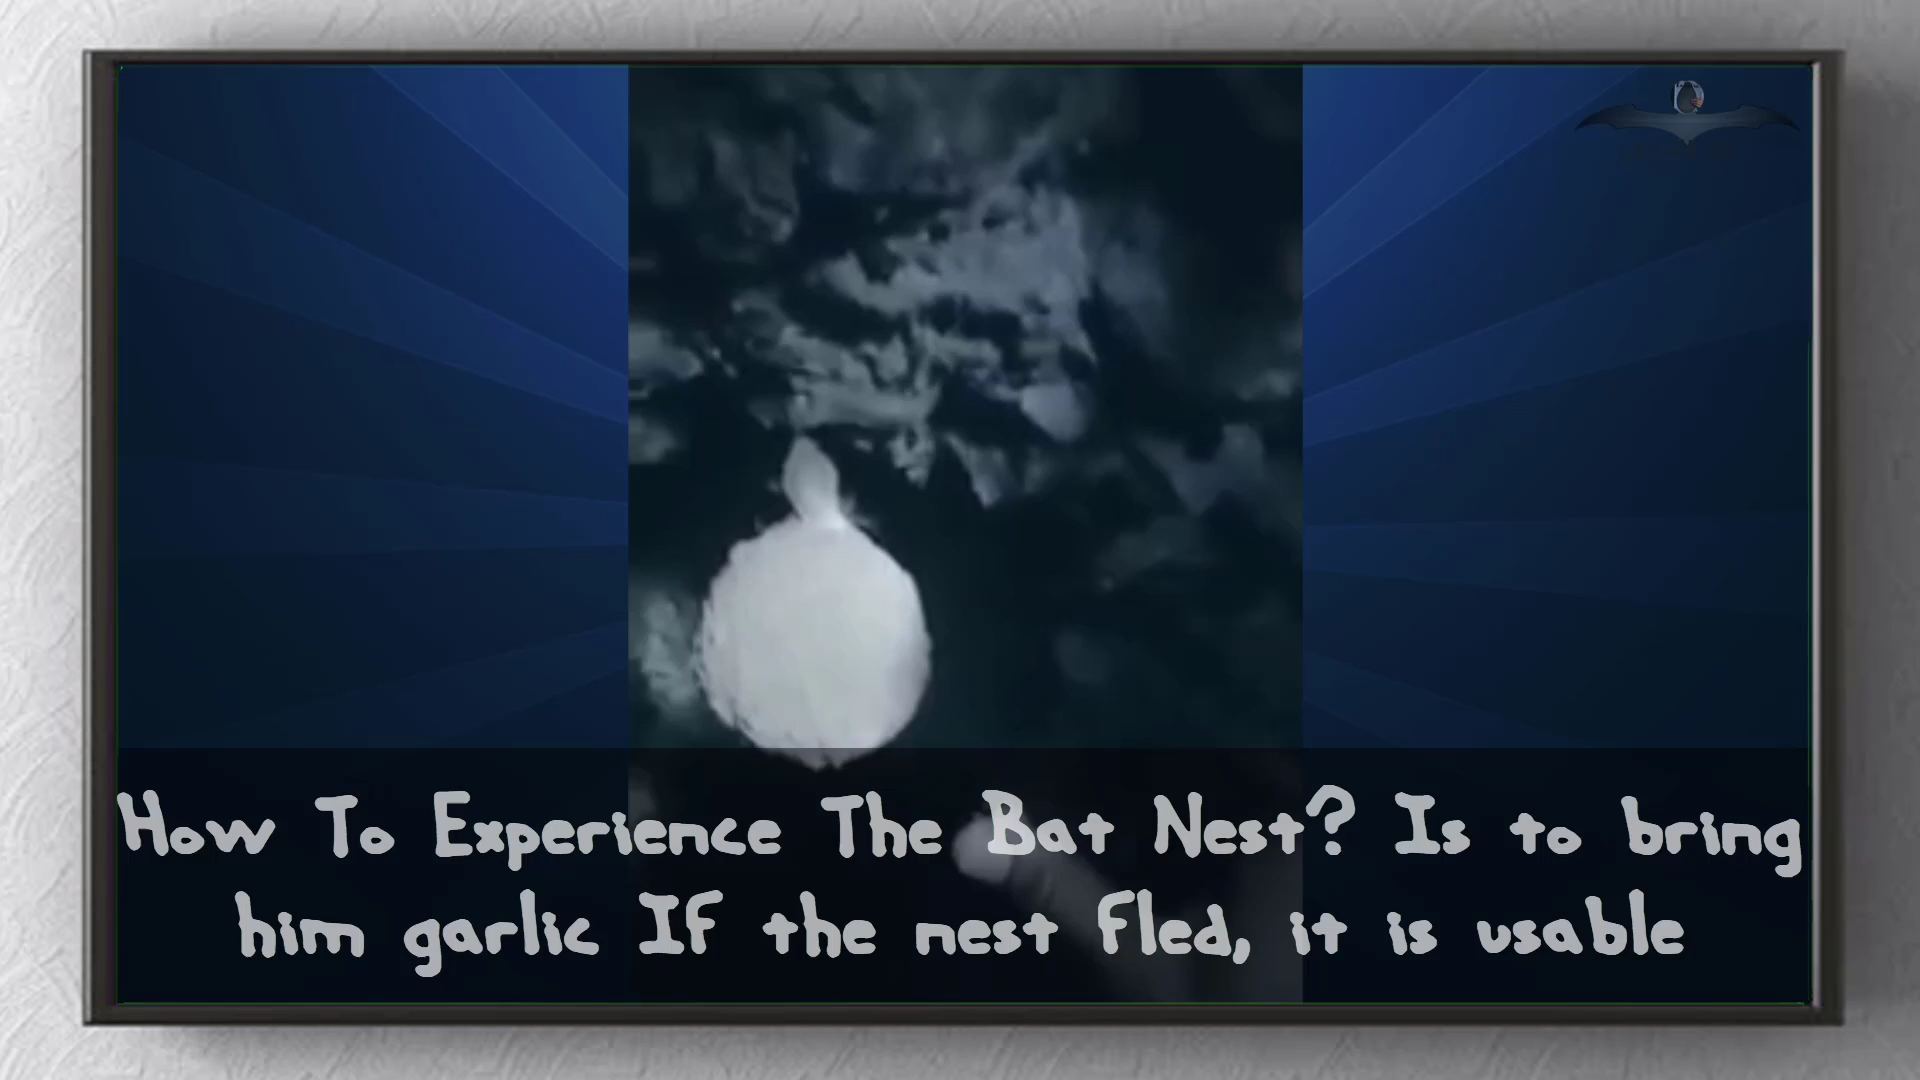 How To Experience The Bat Nest? Is to bring
him garlic If the nest fled, it is usable